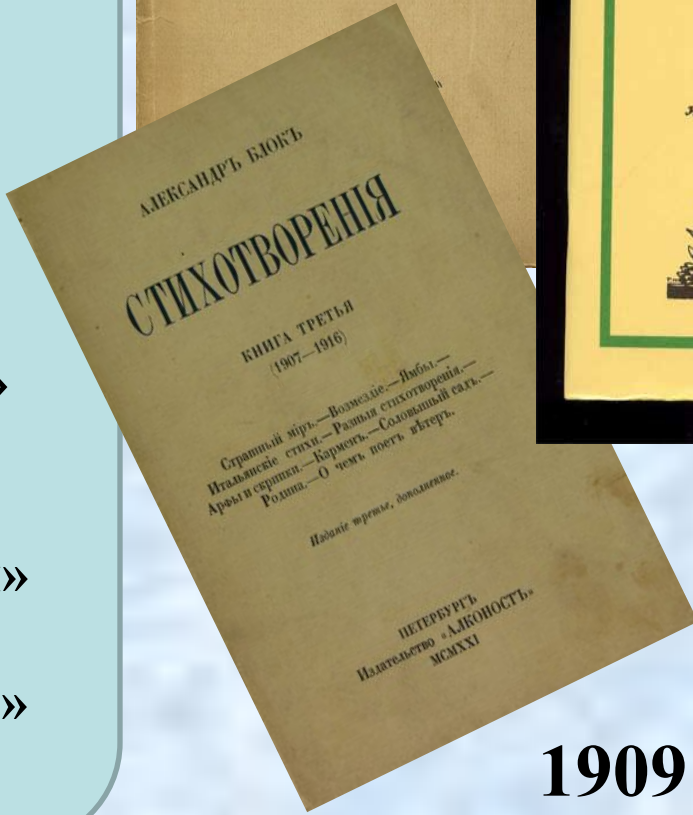 АЛЕКСАНДРЪ БЛОКЪ
СТИХОТВОРЕНІЯ
КНИГА ТРЕТЬЯ
(1907—1916)
Страшный міръ.—Возмездіе.—Ямбы.—
Итальянскіе стихи.—Разныя стихотворенія.—
Арфы и скрипки.—Карменъ.—Соловьиный садъ.—
Родина.—О чемъ поетъ вѣтеръ.
Изданіе третье, дополненное.
ПЕТЕРБУРГЪ
Издательство «АЛКОНОСТЪ»
MCMXXI
»
»
»
1909